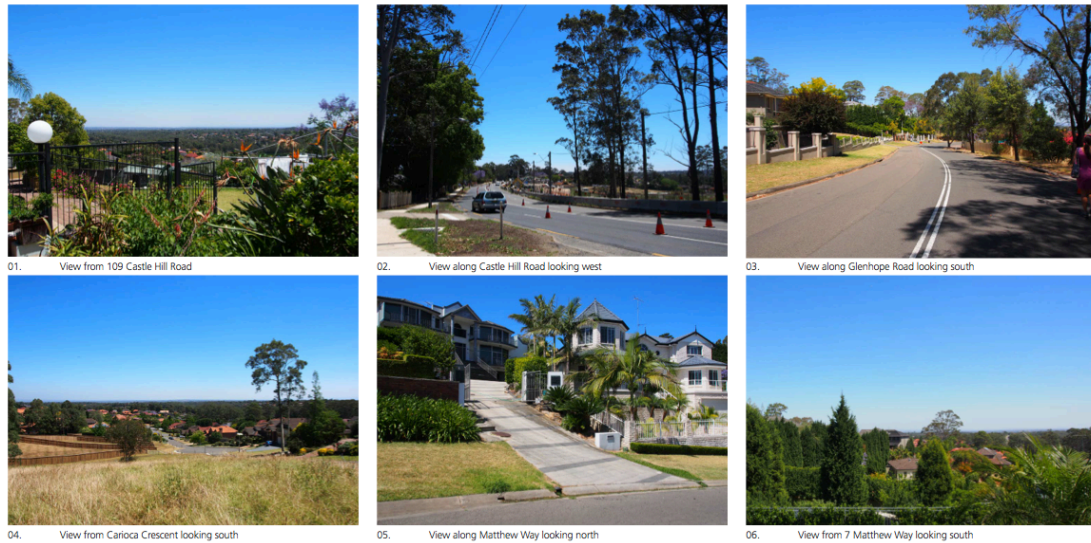 01. View from 109 Castle Hill Road
02. View along Castle Hill Road looking west
03. View along Glenhope Road looking south
04. View from Carioca Crescent looking south
05. View along Matthew Way looking north
06. View from 7 Matthew Way looking south